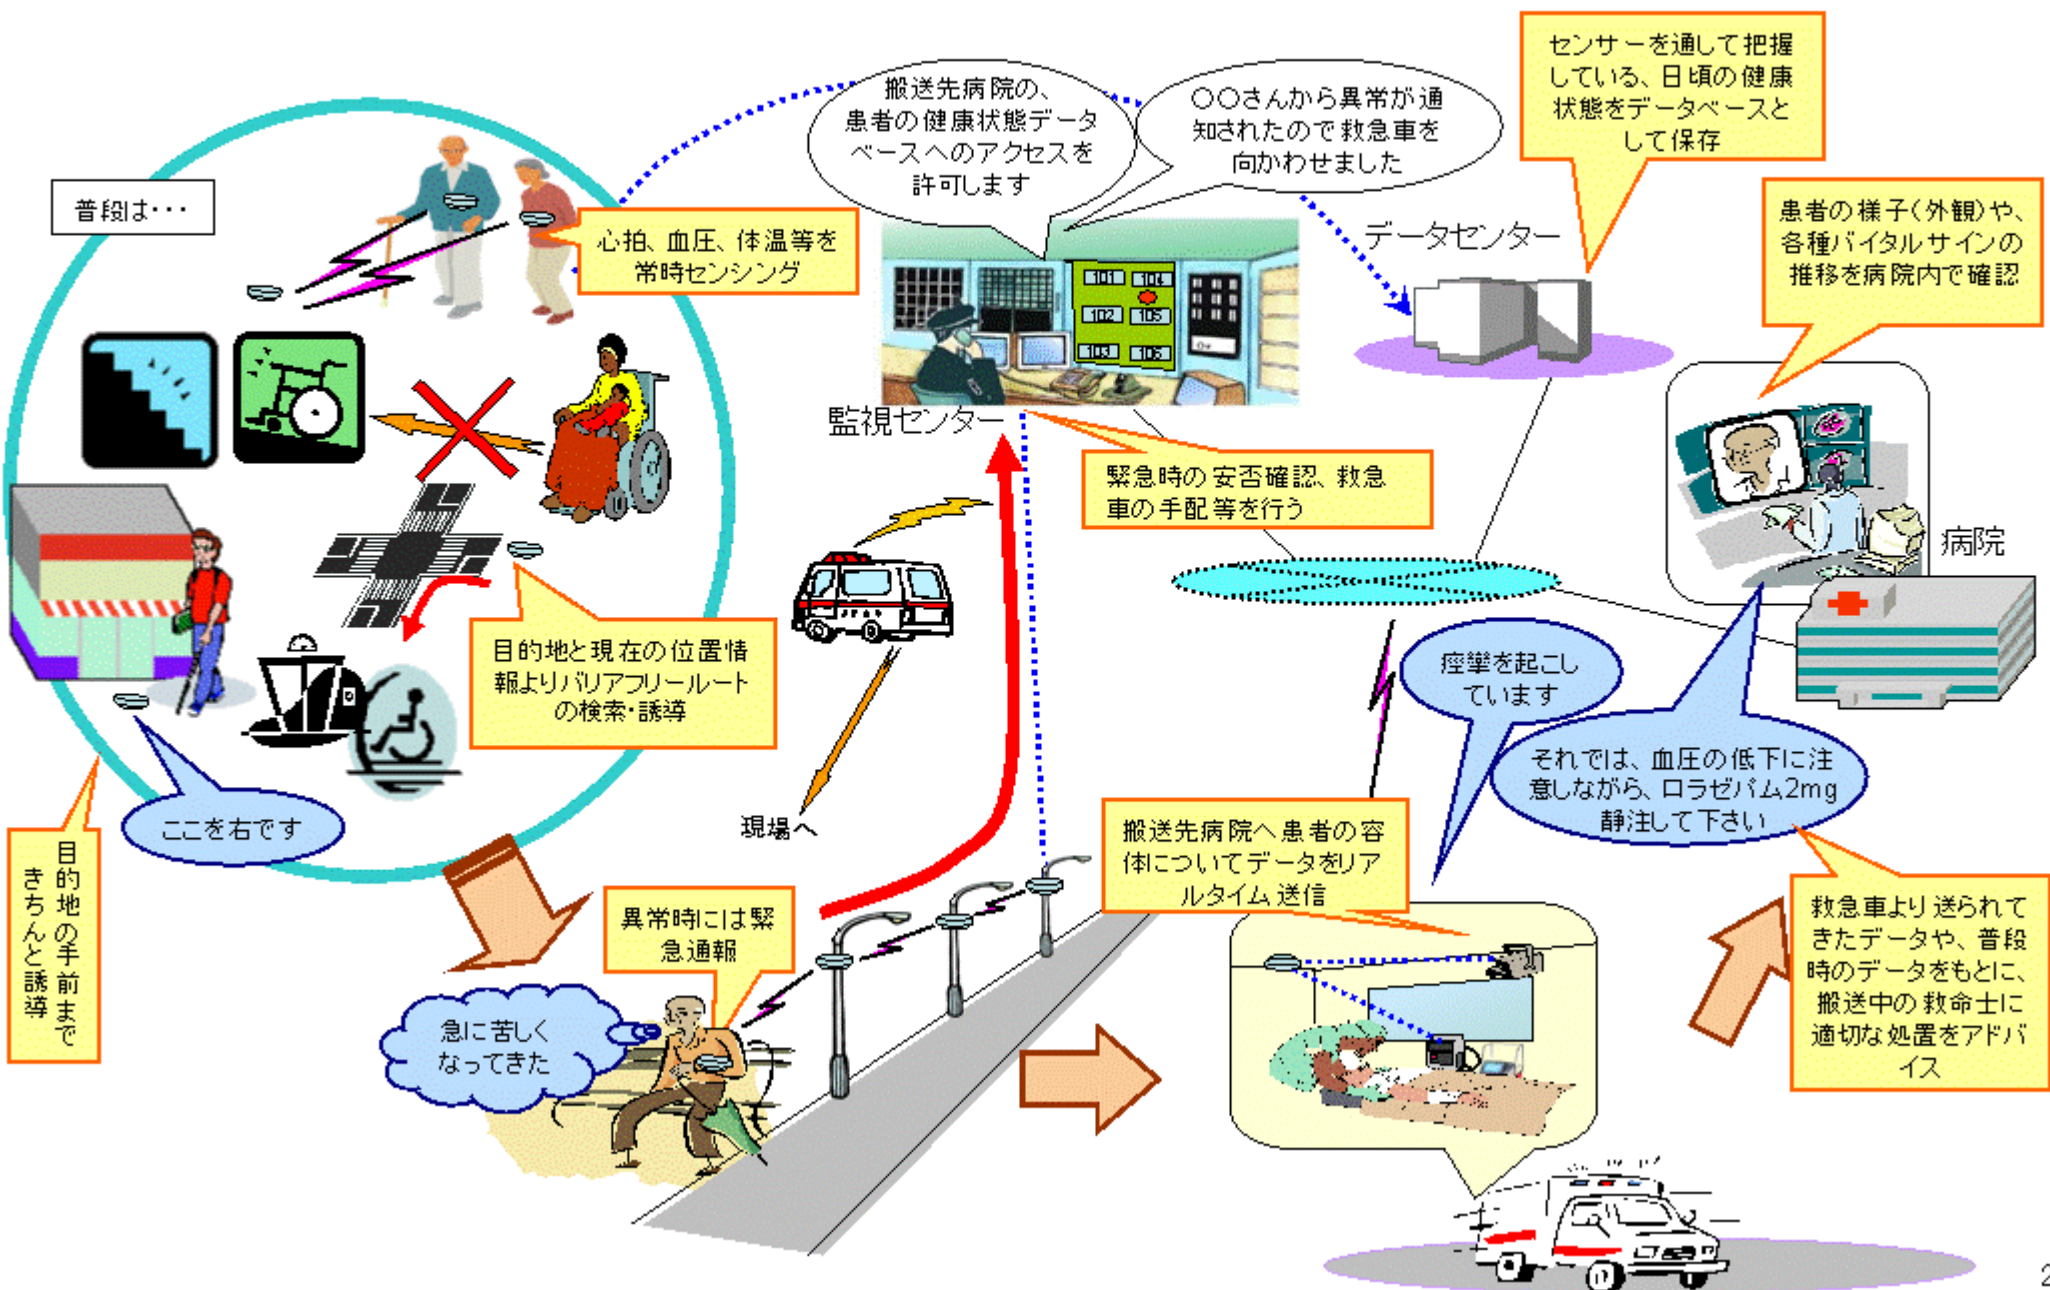 普段は・・・
心拍、血圧、体温等を
常時センシング
搬送先病院の、
患者の健康状態データ
ベースへのアクセスを
許可します
〇〇さんから異常が通
知されたので救急車を
向かわせました
センサーを通して把握
している、日頃の健康
状態をデータベースと
して保存
データセンター
患者の様子(外観)や、
各種バイタルサインの
推移を病院内で確認
101
104
102
105
103
106
監視センター
緊急時の安否確認、救急
車の手配等を行う
病院
目的地と現在の位置情
報よりバリアフリールート
の検索・誘導
ここを右です
目的地の手前まで
きちんと誘導
現場へ
異常時には緊
急通報
急に苦しく
なってきた
痙攣を起こし
ています
それでは、血圧の低下に注
意しながら、ロラゼパム2mg
静注して下さい
搬送先病院へ患者の容
体についてデータをリア
ルタイム送信
救急車より送られて
きたデータや、普段
時のデータをもとに、
搬送中の救命士に
適切な処置をアドバ
イス
2